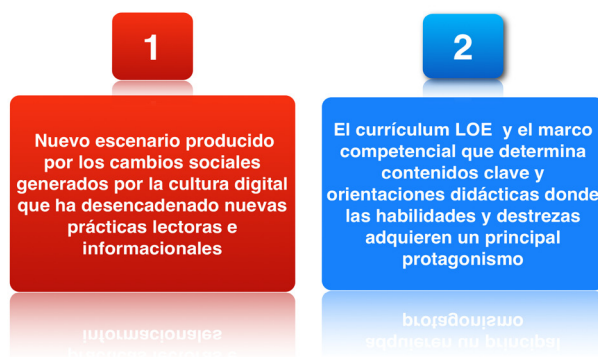 1
Nuevo escenario producido
por los cambios sociales
generados por la cultura digital
que ha desencadenado nuevas
prácticas lectoras e
informacionales
2
El currículum LOE y el marco
competencial que determina
contenidos clave y
orientaciones didácticas donde
las habilidades y destrezas
adquieren un principal
protagonismo